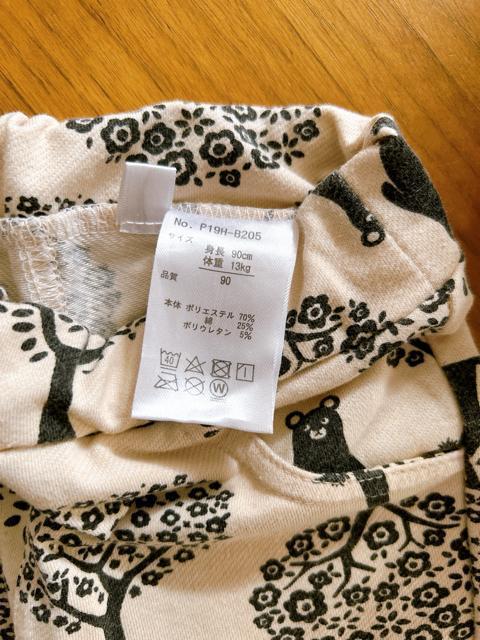 No. P19H-B205
サイズ
身長 90cm
体重 13kg
90
品質
本体 ポリエステル 70%
綿 25%
ポリウレタン 5%
40
W